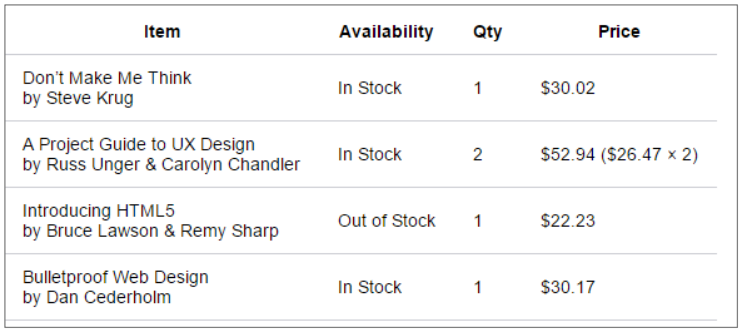 Item Availability Qty Price
Don't Make Me Think
by Steve Krug
In Stock 1 $30.02
A Project Guide to UX Design
by Russ Unger & Carolyn Chandler
In Stock 2 $52.94 ($26.47 × 2)
Introducing HTML5
by Bruce Lawson & Remy Sharp
Out of Stock 1 $22.23
Bulletproof Web Design
by Dan Cederholm
In Stock 1 $30.17